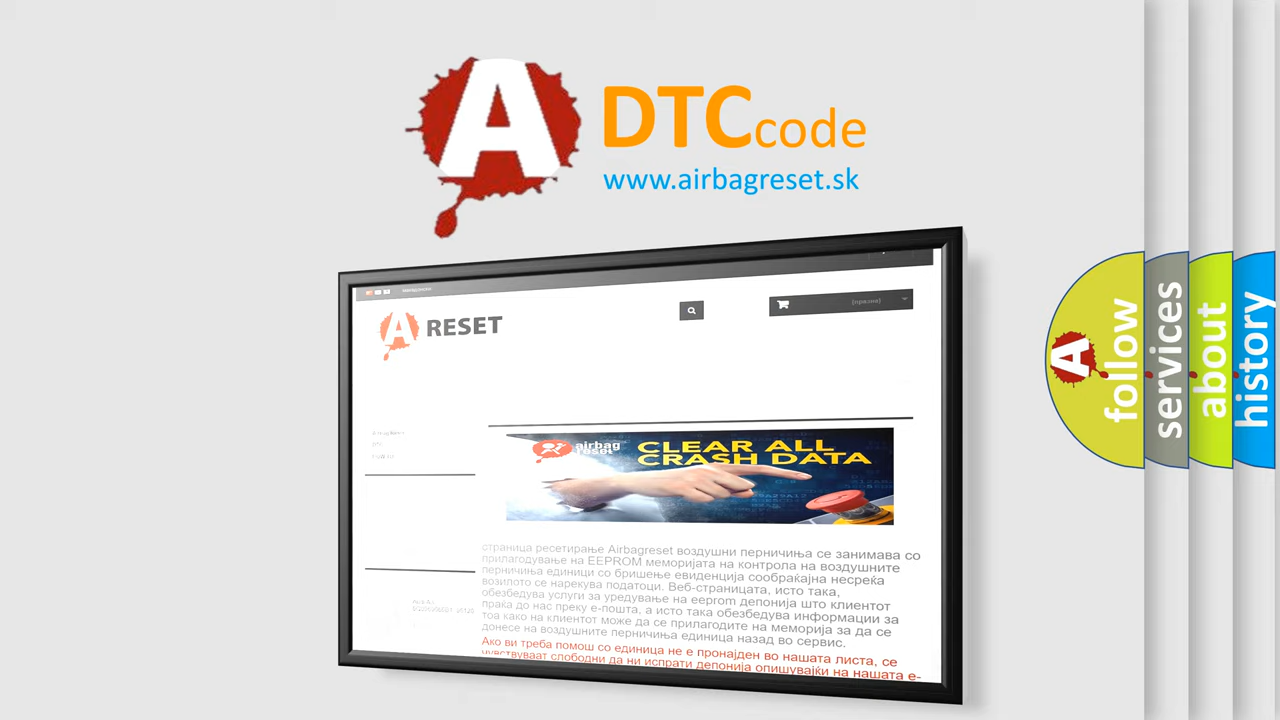 A
DTCcode
www.airbagreset.sk
A RESET
(празно)
airbag
reset
CLEAR ALL
CRASH DATA
страница ресетирање Airbagreset воздушни перничиња се занимава со
прилагодување на EEPROM меморијата на контрола на воздушните
перничиња единици со бришење евиденција сообраќајна несреќа
возилото се нарекува податоци. Веб-страницата, исто така,
обезбедува услуги за уредување на eeprom депонија што клиентот
праќа до нас преку е-пошта, а исто така обезбедува информации за
тоа како на клиентот може да се прилагодите на меморија за да се
донесе на воздушните перничиња единица назад во сервис.
Ако ви треба помош со единица не е пронајден во нашата листа, се
чувствуваат слободни да ни испрати депонија опишувајќи на нашата е-
A
follow
services
about
history